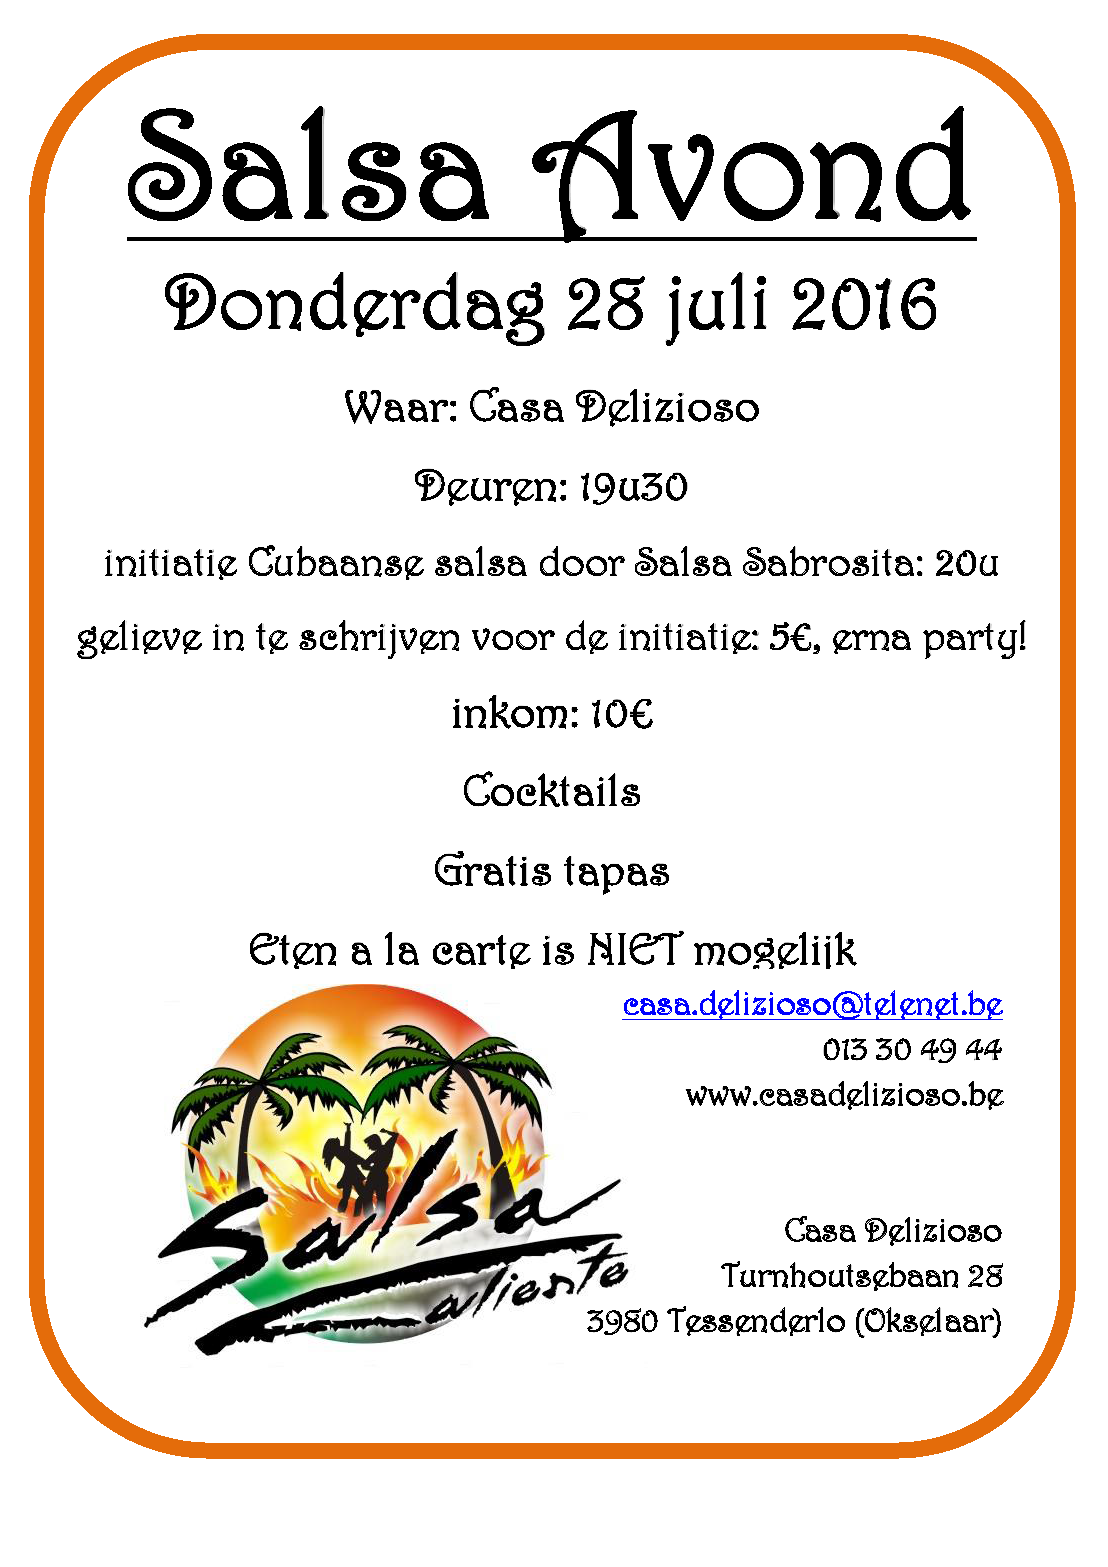 Salsa Avond
Donderdag 28 juli 2016
Waar: Casa Delizioso
Deuren: 19u30
initiatie Cubaanse salsa door Salsa Sabrosita: 20u
gelieve in te schrijven voor de initiatie: 5€, erna party!
inkom: 10€
Cocktails
Gratis tapas
Eten a la carte is NIET mogelijk
casa.delizioso@telenet.be
013 30 49 44
www.casadelizioso.be
Salsa
Caliente
Casa Delizioso
Turnhoutsebaan 28
3980 Tessenderlo (Okselaar)